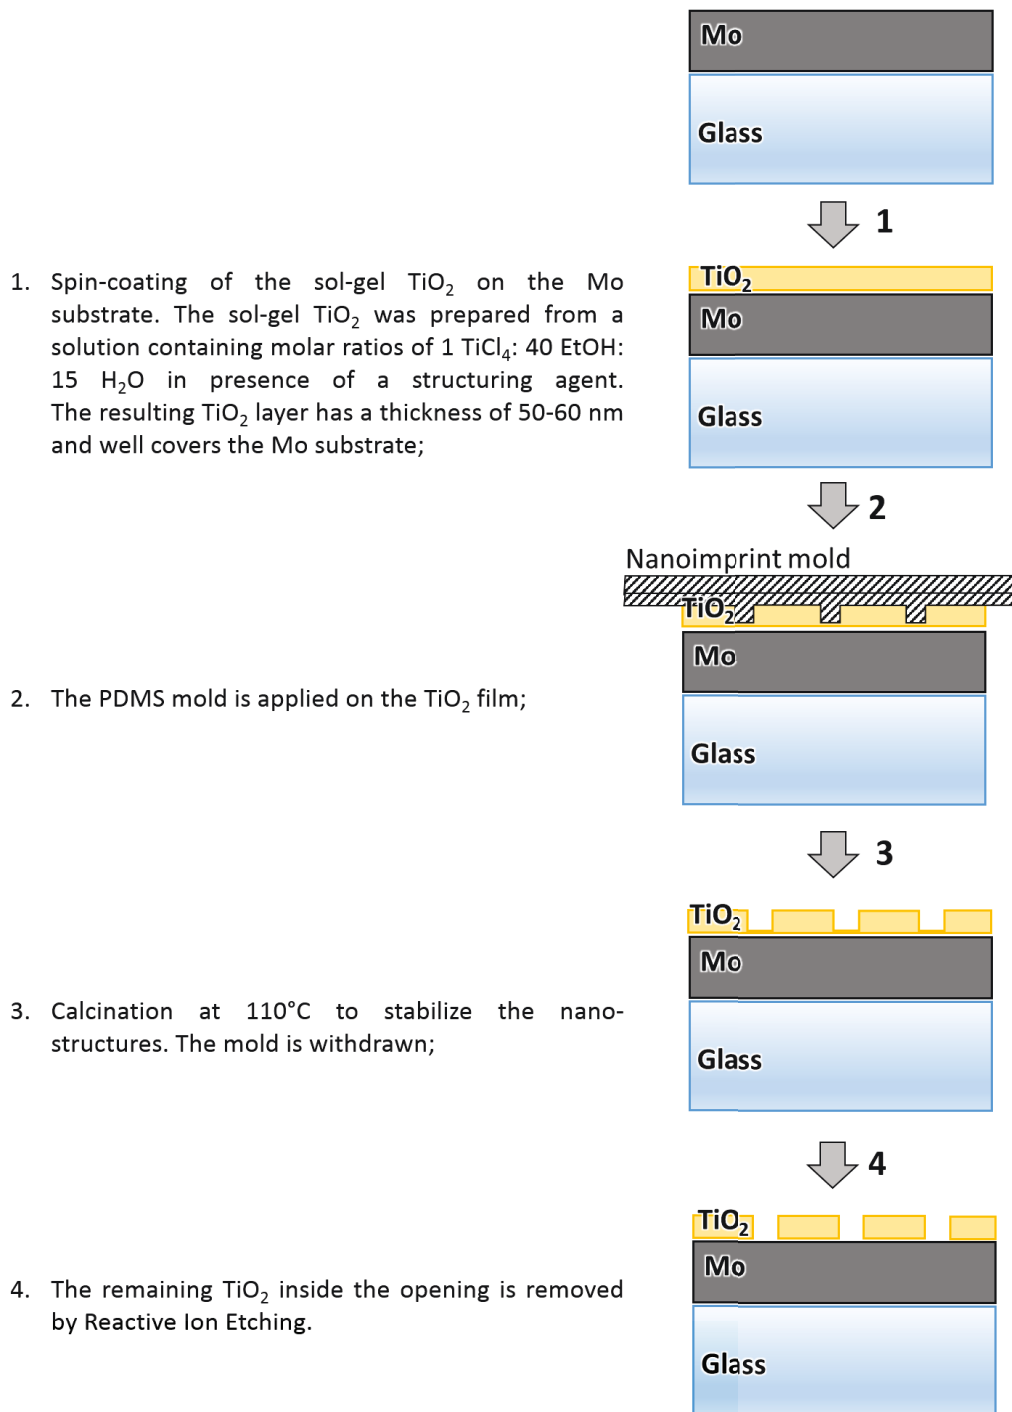 Mo
Glass
1
1. Spin-coating of the sol-gel TiO₂ on the Mo
substrate. The sol-gel TiO₂ was prepared from a
solution containing molar ratios of 1 TiCl₄: 40 EtOH:
15 H₂O in presence of a structuring agent.
The resulting TiO₂ layer has a thickness of 50-60 nm
and well covers the Mo substrate;
TiO₂
Mo
Glass
2
Nanoimprint mold
TiO₂
Mo
2. The PDMS mold is applied on the TiO₂ film;
Glass
3
TiO₂
Mo
3. Calcination at 110°C to stabilize the nano-
structures. The mold is withdrawn;
Glass
4
TiO₂
Mo
4. The remaining TiO₂ inside the opening is removed
by Reactive Ion Etching.
Glass